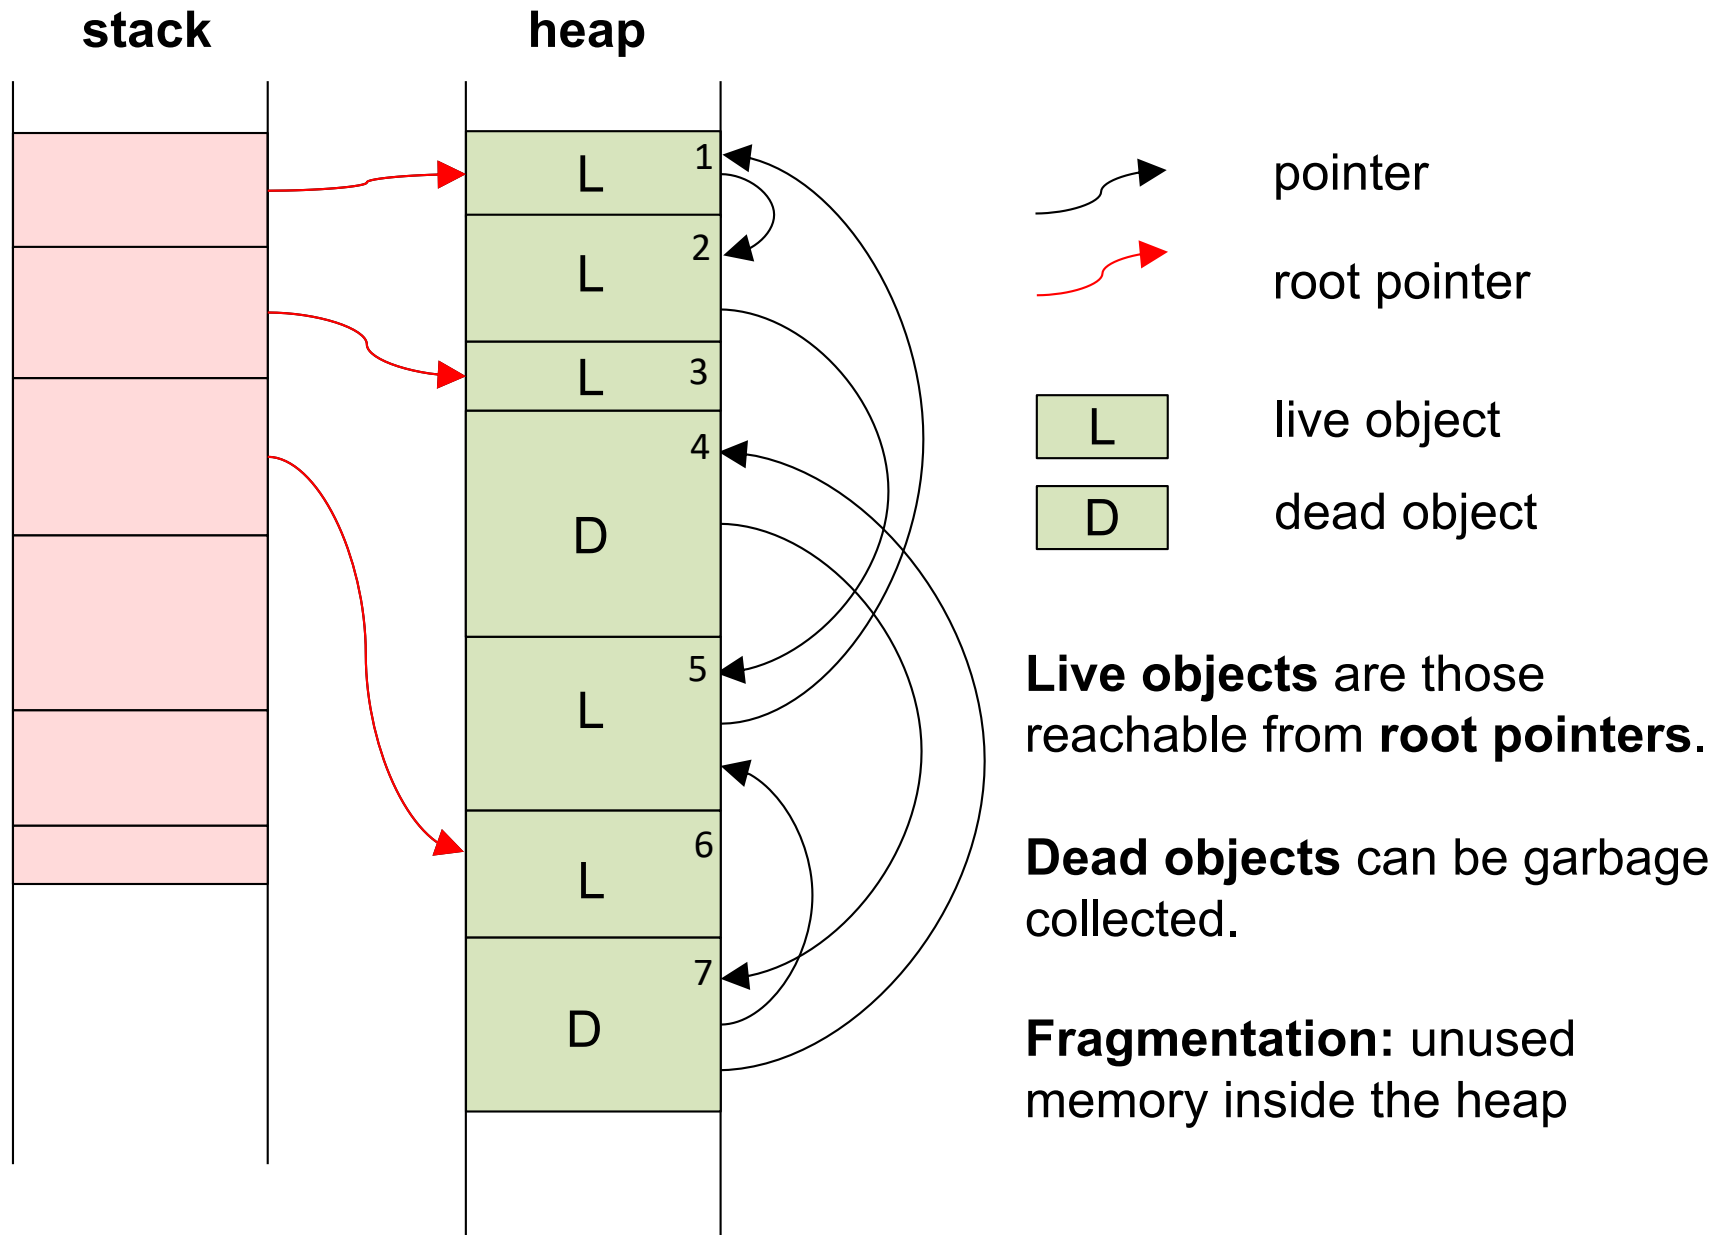 stack
heap
L 1
L 2
L 3
4
D
5
L
6
L
7
D
pointer
root pointer
L live object
D dead object
Live objects are those
reachable from root pointers.
Dead objects can be garbage
collected.
Fragmentation: unused
memory inside the heap